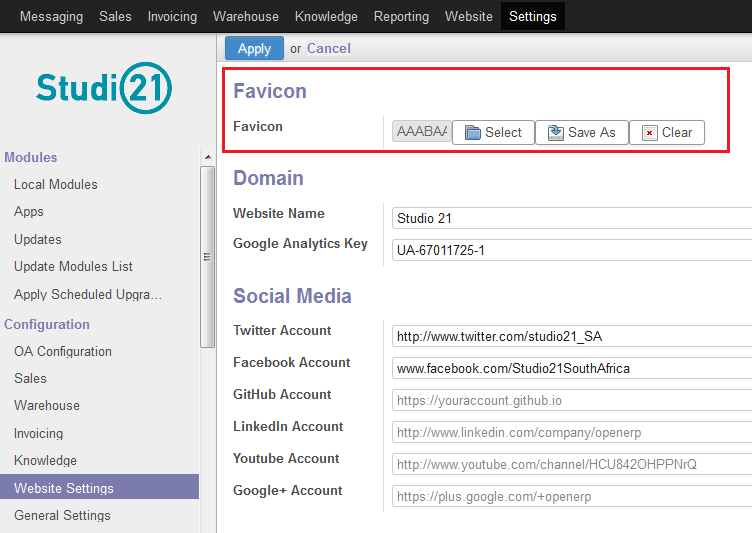 Messaging Sales Invoicing Warehouse Knowledge Reporting Website Settings
Studi21
Modules
Local Modules
Apps
Updates
Update Modules List
Apply Scheduled Upgra...
Configuration
OA Configuration
Sales
Warehouse
Invoicing
Knowledge
Website Settings
General Settings
Apply or Cancel
Favicon
Favicon AAABAA Select Save As Clear
Domain
Website Name Studio 21
Google Analytics Key UA-67011725-1
Social Media
Twitter Account http://www.twitter.com/studio21_SA
Facebook Account www.facebook.com/Studio21SouthAfrica
GitHub Account https://youraccount.github.io
LinkedIn Account http://www.linkedin.com/company/openerp
Youtube Account http://www.youtube.com/channel/HCU842OHPPNrQ
Google+ Account https://plus.google.com/+openerp